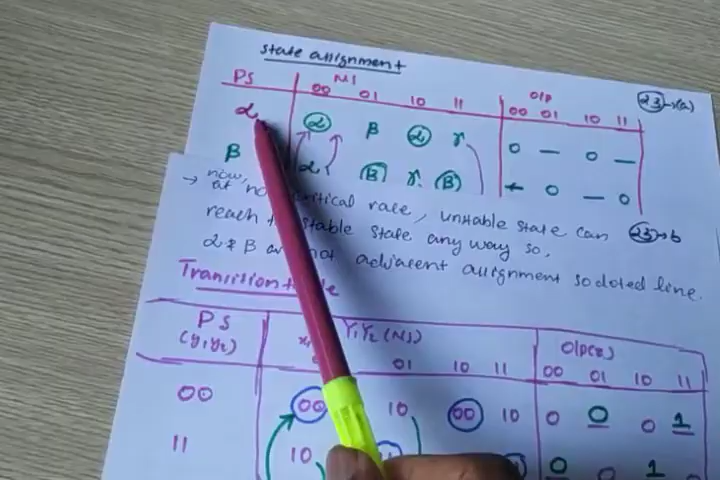 State assignment
PS NS O/P 23→(a)
00 01 10 11 00 01 10 11
α α β α γ 0 — 0 —
β α β γ β — 0 — 0
→ now, at no critical race, unstable state can 23→b
reach stable state any way so,
α & β not adjacent assignment so doted line.
Transition
PS Y₁Y₂ (NS) O/P(z)
(y₁y₂) 01 10 11 00 01 10 11
00 00 10 00 10 0 0 0 1
11 10 0 0 1